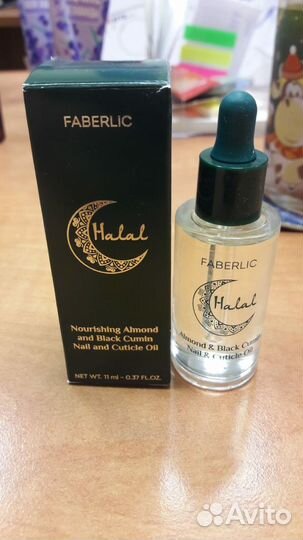 FABERLIC
Halal
Nourishing Almond
and Black Cumin
Nail and Cuticle Oil
NET WT. 11 ml - 0.37 FL.OZ.
FABERLIC
Halal
Almond & Black Cumin
Nail & Cuticle Oil
Avito